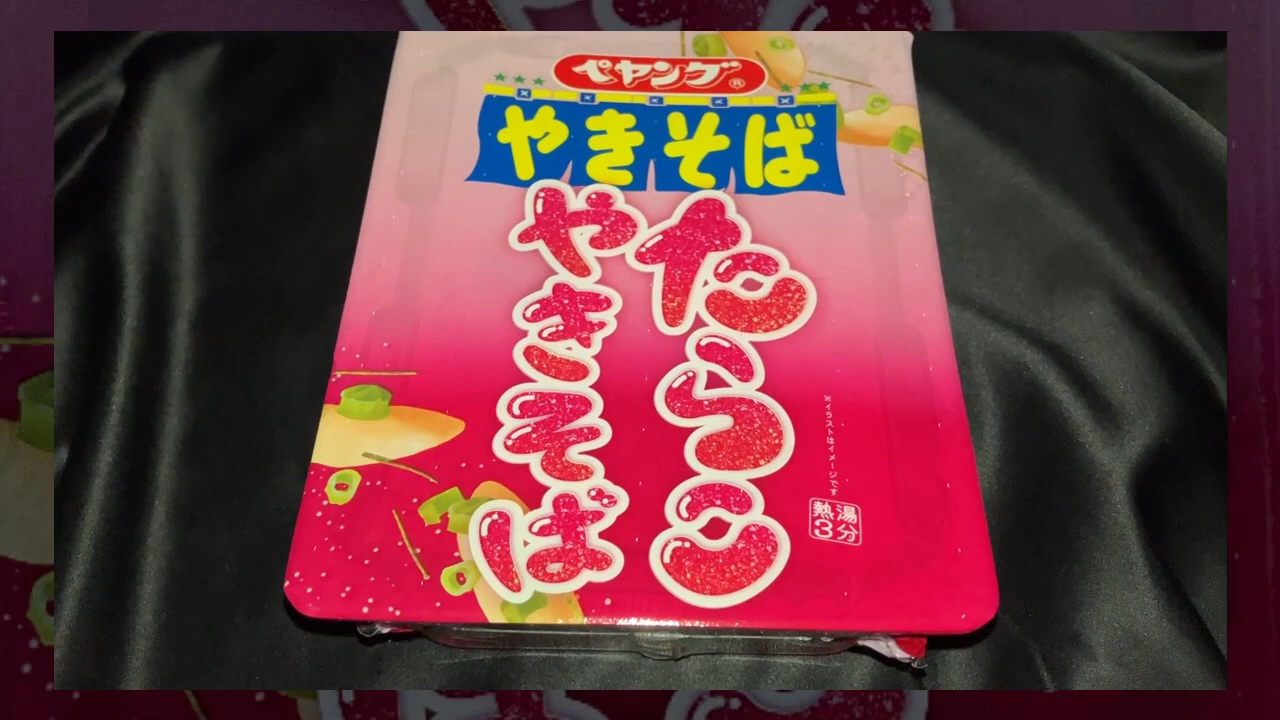 ペヤング®
やきそば
たらこ
やきそば
※イラストはイメージです
熱湯
3分